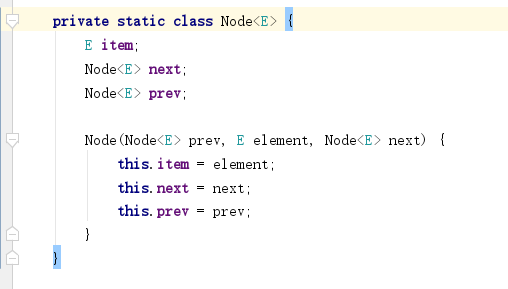 private static class Node<E> {
E item;
Node<E> next;
Node<E> prev;
Node(Node<E> prev, E element, Node<E> next) {
this.item = element;
this.next = next;
this.prev = prev;
}
}